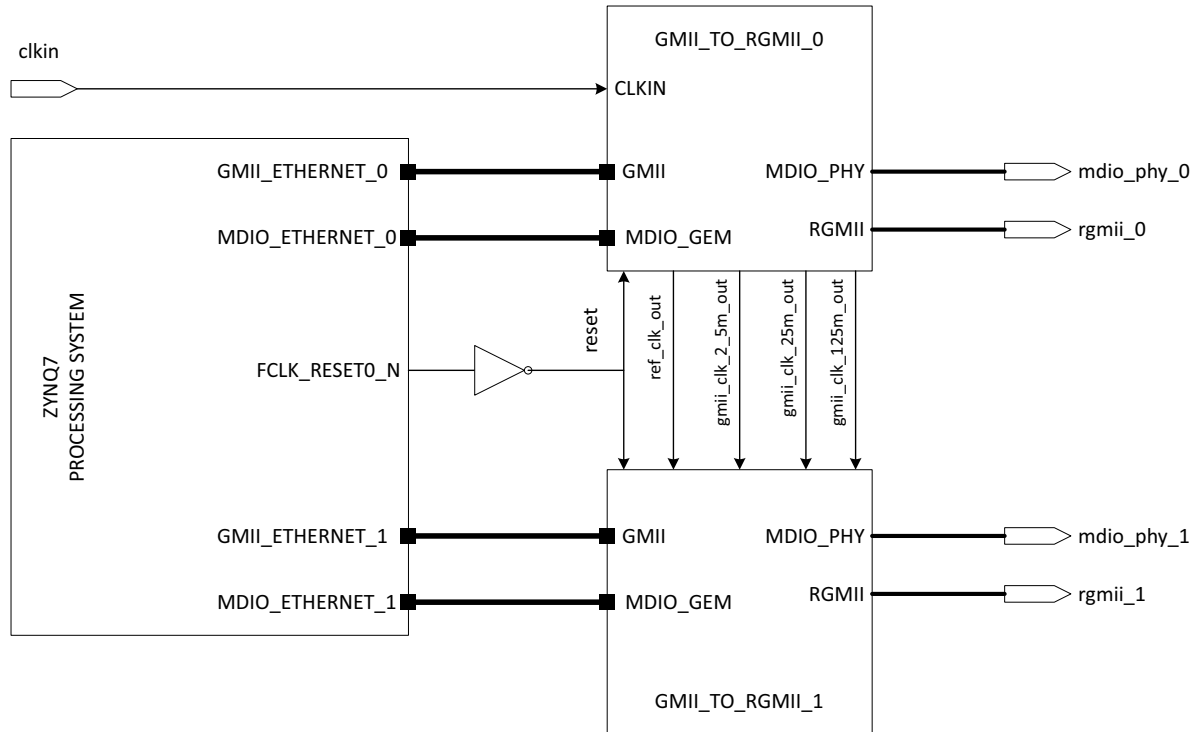 GMII_TO_RGMII_0
clkin
CLKIN
GMII_ETHERNET_0
GMII
MDIO_PHY
mdio_phy_0
MDIO_ETHERNET_0
MDIO_GEM
RGMII
rgmii_0
ZYNQ7
PROCESSING SYSTEM
FCLK_RESET0_N
reset
ref_clk_out
gmii_clk_2_5m_out
gmii_clk_25m_out
gmii_clk_125m_out
GMII_ETHERNET_1
GMII
MDIO_PHY
mdio_phy_1
MDIO_ETHERNET_1
MDIO_GEM
RGMII
rgmii_1
GMII_TO_RGMII_1